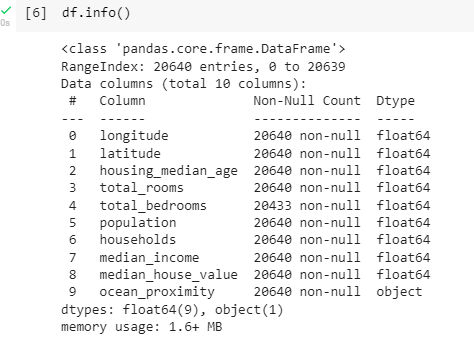 [6] df.info()
0s
<class 'pandas.core.frame.DataFrame'>
RangeIndex: 20640 entries, 0 to 20639
Data columns (total 10 columns):
 #   Column              Non-Null Count  Dtype
---  ------              --------------  -----
 0   longitude           20640 non-null  float64
 1   latitude            20640 non-null  float64
 2   housing_median_age  20640 non-null  float64
 3   total_rooms         20640 non-null  float64
 4   total_bedrooms      20433 non-null  float64
 5   population          20640 non-null  float64
 6   households          20640 non-null  float64
 7   median_income       20640 non-null  float64
 8   median_house_value  20640 non-null  float64
 9   ocean_proximity     20640 non-null  object
dtypes: float64(9), object(1)
memory usage: 1.6+ MB